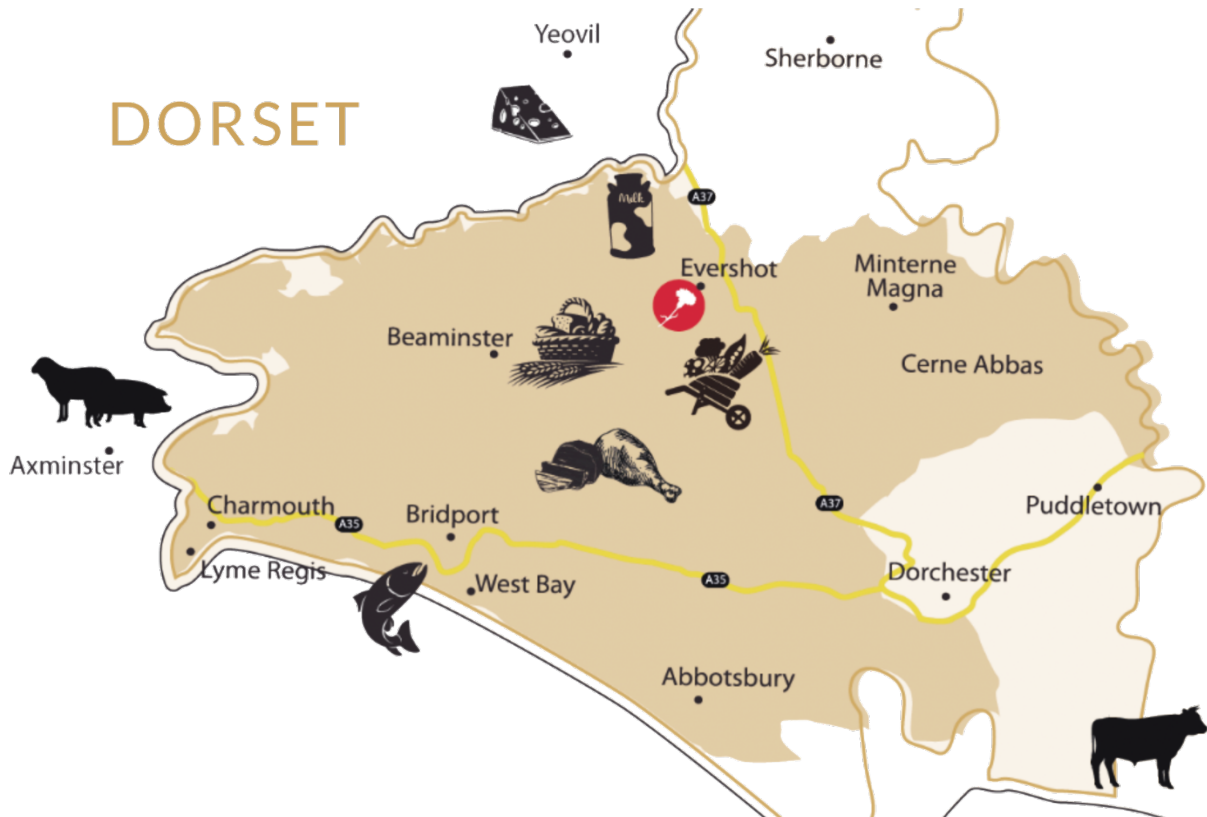 Yeovil
Sherborne
DORSET
Milk
A37
Evershot
Minterne
Magna
Beaminster
Cerne Abbas
Axminster
Charmouth
A35
Bridport
A37
Puddletown
Lyme Regis
West Bay
A35
Dorchester
Abbotsbury